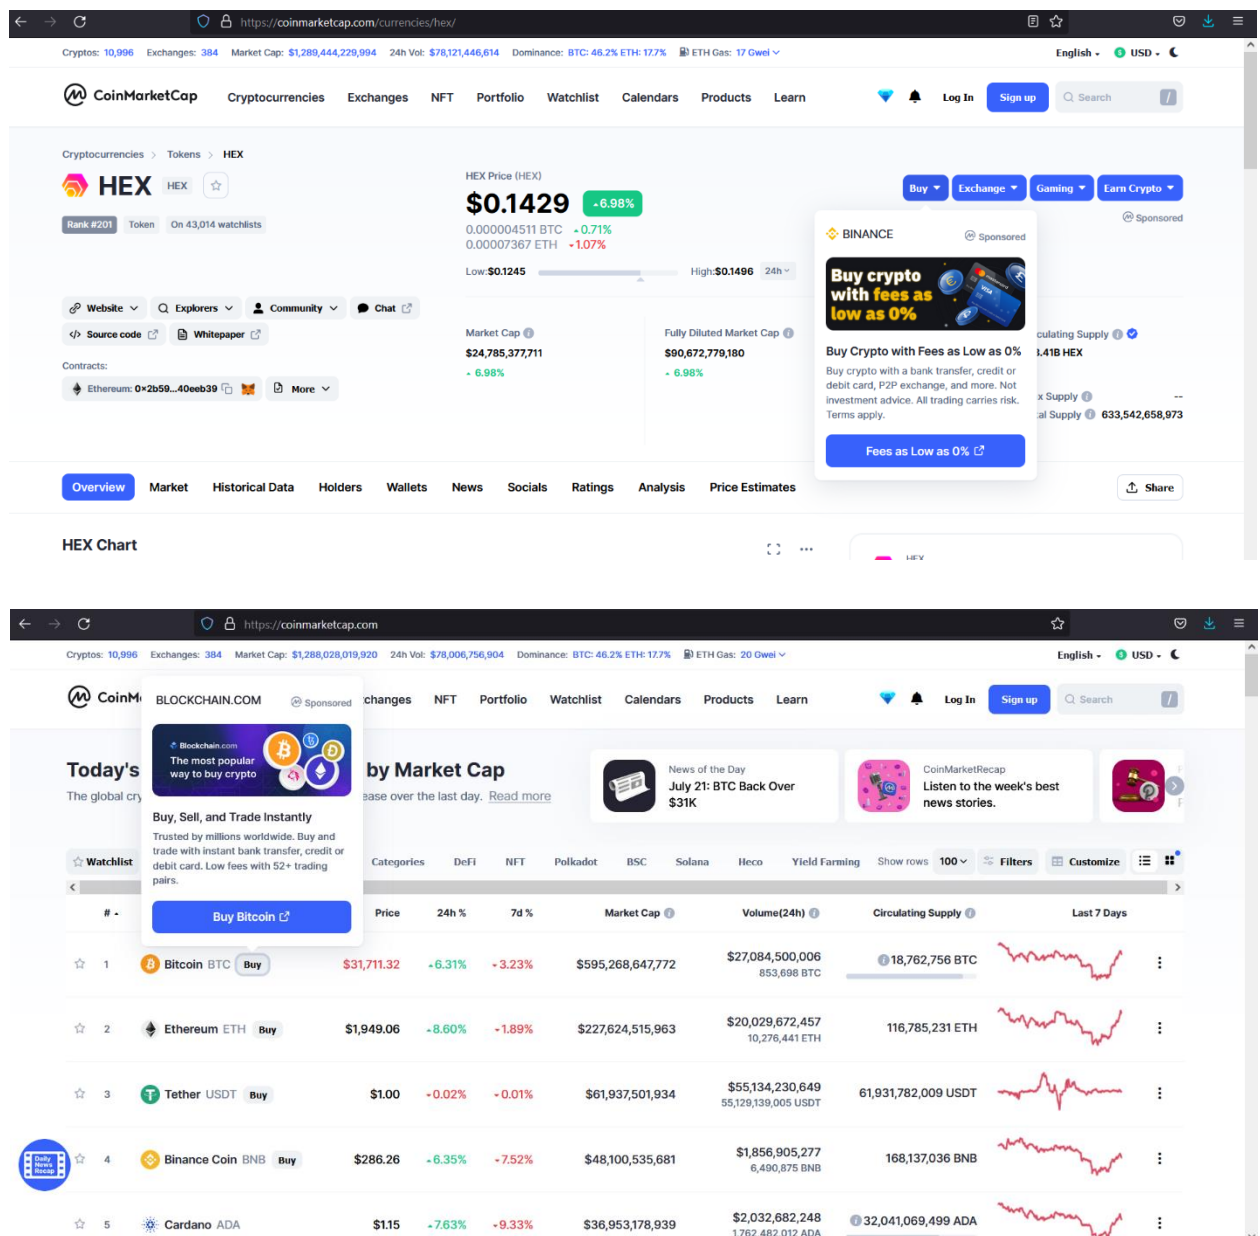 https://coinmarketcap.com/currencies/hex/
Cryptos: 10,996 Exchanges: 384 Market Cap: $1,289,444,229,994 24h Vol: $78,121,446,614 Dominance: BTC: 46.2% ETH: 17.7% ETH Gas: 17 Gwei English USD
CoinMarketCap Cryptocurrencies Exchanges NFT Portfolio Watchlist Calendars Products Learn Log In Sign up Search /
Cryptocurrencies > Tokens > HEX
HEX HEX
Rank #201 Token On 43,014 watchlists
HEX Price (HEX)
$0.1429 6.98%
0.000004511 BTC 0.71%
0.00007367 ETH 1.07%
Low:$0.1245 High:$0.1496 24h
Buy Exchange Gaming Earn Crypto
Sponsored
BINANCE Sponsored
Buy crypto
with fees as
low as 0%
Buy Crypto with Fees as Low as 0%
Buy crypto with a bank transfer, credit or
debit card, P2P exchange, and more. Not
investment advice. All trading carries risk.
Terms apply.
Fees as Low as 0%
Website Explorers Community Chat
Source code Whitepaper
Contracts:
Ethereum: 0x2b59...40eeb39 More
Market Cap
$24,785,377,711
6.98%
Fully Diluted Market Cap
$90,672,779,180
6.98%
culating Supply
.41B HEX
x Supply --
al Supply 633,542,658,973
Overview Market Historical Data Holders Wallets News Socials Ratings Analysis Price Estimates Share
HEX Chart
HEX
https://coinmarketcap.com
Cryptos: 10,996 Exchanges: 384 Market Cap: $1,288,028,019,920 24h Vol: $78,006,756,904 Dominance: BTC: 46.2% ETH: 17.7% ETH Gas: 20 Gwei English USD
CoinM changes NFT Portfolio Watchlist Calendars Products Learn Log In Sign up Search /
BLOCKCHAIN.COM Sponsored
Blockchain.com
The most popular
way to buy crypto
Buy, Sell, and Trade Instantly
Trusted by millions worldwide. Buy and
trade with instant bank transfer, credit or
debit card. Low fees with 52+ trading
pairs.
Buy Bitcoin
Today's by Market Cap
The global cry ease over the last day. Read more
News of the Day
July 21: BTC Back Over
$31K
CoinMarketRecap
Listen to the week's best
news stories.
Watchlist Categories DeFi NFT Polkadot BSC Solana Heco Yield Farming Show rows 100 Filters Customize
# Price 24h % 7d % Market Cap Volume(24h) Circulating Supply Last 7 Days
1 Bitcoin BTC Buy $31,711.32 6.31% 3.23% $595,268,647,772 $27,084,500,006 18,762,756 BTC
853,698 BTC
2 Ethereum ETH Buy $1,949.06 8.60% 1.89% $227,624,515,963 $20,029,672,457 116,785,231 ETH
10,276,441 ETH
3 Tether USDT Buy $1.00 0.02% 0.01% $61,937,501,934 $55,134,230,649 61,931,782,009 USDT
55,129,139,005 USDT
Daily
News
Recap
4 Binance Coin BNB Buy $286.26 6.35% 7.52% $48,100,535,681 $1,856,905,277 168,137,036 BNB
6,490,875 BNB
5 Cardano ADA $1.15 7.63% 9.33% $36,953,178,939 $2,032,682,248 32,041,069,499 ADA
1,762,482,012 ADA